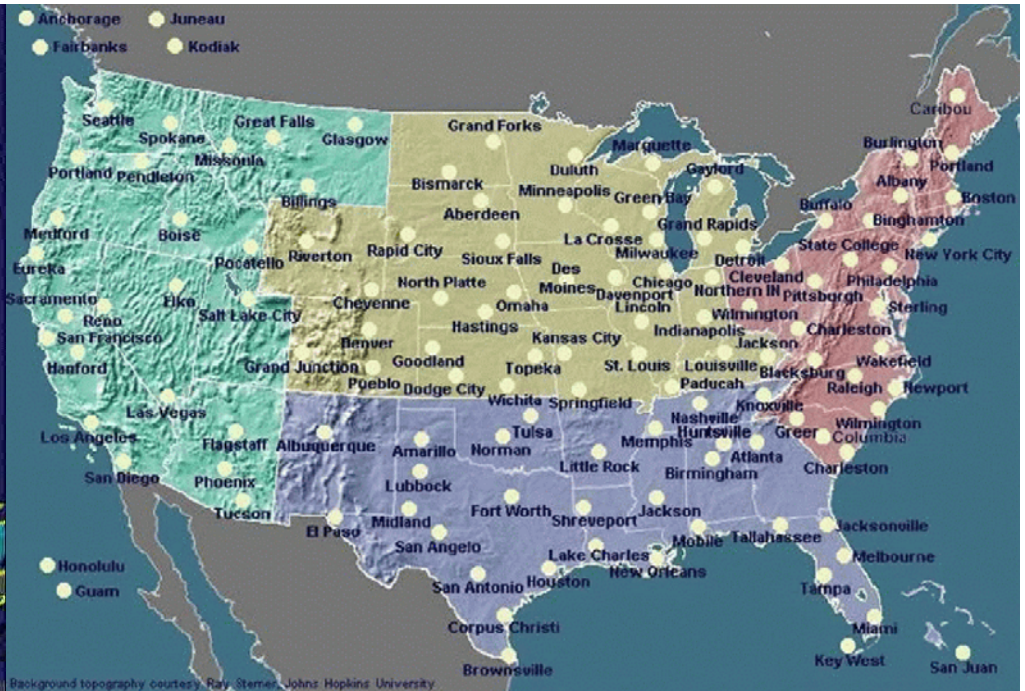 Anchorage
Juneau
Fairbanks
Kodiak
Caribou
Seattle
Great Falls
Glasgow
Grand Forks
Spokane
Missoula
Marquette
Burlington
Portland
Portland
Pendleton
Duluth
Gaylord
Albany
Bismarck
Minneapolis
Green Bay
Boston
Billings
Aberdeen
Buffalo
Binghamton
Medford
Boise
La Crosse
Grand Rapids
State College
New York City
Pocatello
Riverton
Rapid City
Sioux Falls
Milwaukee
Detroit
Eureka
Des
Moines
Davenport
Chicago
Cleveland
Philadelphia
Northern IN
Pittsburgh
Sacramento
Elko
Salt Lake City
Cheyenne
North Platte
Omaha
Lincoln
Wilmington
Sterling
Reno
San Francisco
Hastings
Kansas City
Indianapolis
Charleston
Denver
Jackson
Hanford
Grand Junction
Goodland
Topeka
St. Louis
Louisville
Blacksburg
Wakefield
Pueblo
Dodge City
Wichita
Springfield
Paducah
Raleigh
Newport
Las Vegas
Knoxville
Nashville
Wilmington
Los Angeles
Flagstaff
Albuquerque
Amarillo
Tulsa
Norman
Memphis
Huntsville
Greer
Columbia
San Diego
Phoenix
Lubbock
Little Rock
Birmingham
Atlanta
Charleston
Tucson
El Paso
Midland
Fort Worth
Shreveport
Jackson
Jacksonville
San Angelo
Lake Charles
Mobile
Tallahassee
Melbourne
Honolulu
Guam
San Antonio
Houston
New Orleans
Tampa
Corpus Christi
Miami
Brownsville
Key West
San Juan
Background topography courtesy Ray Sterner, Johns Hopkins University